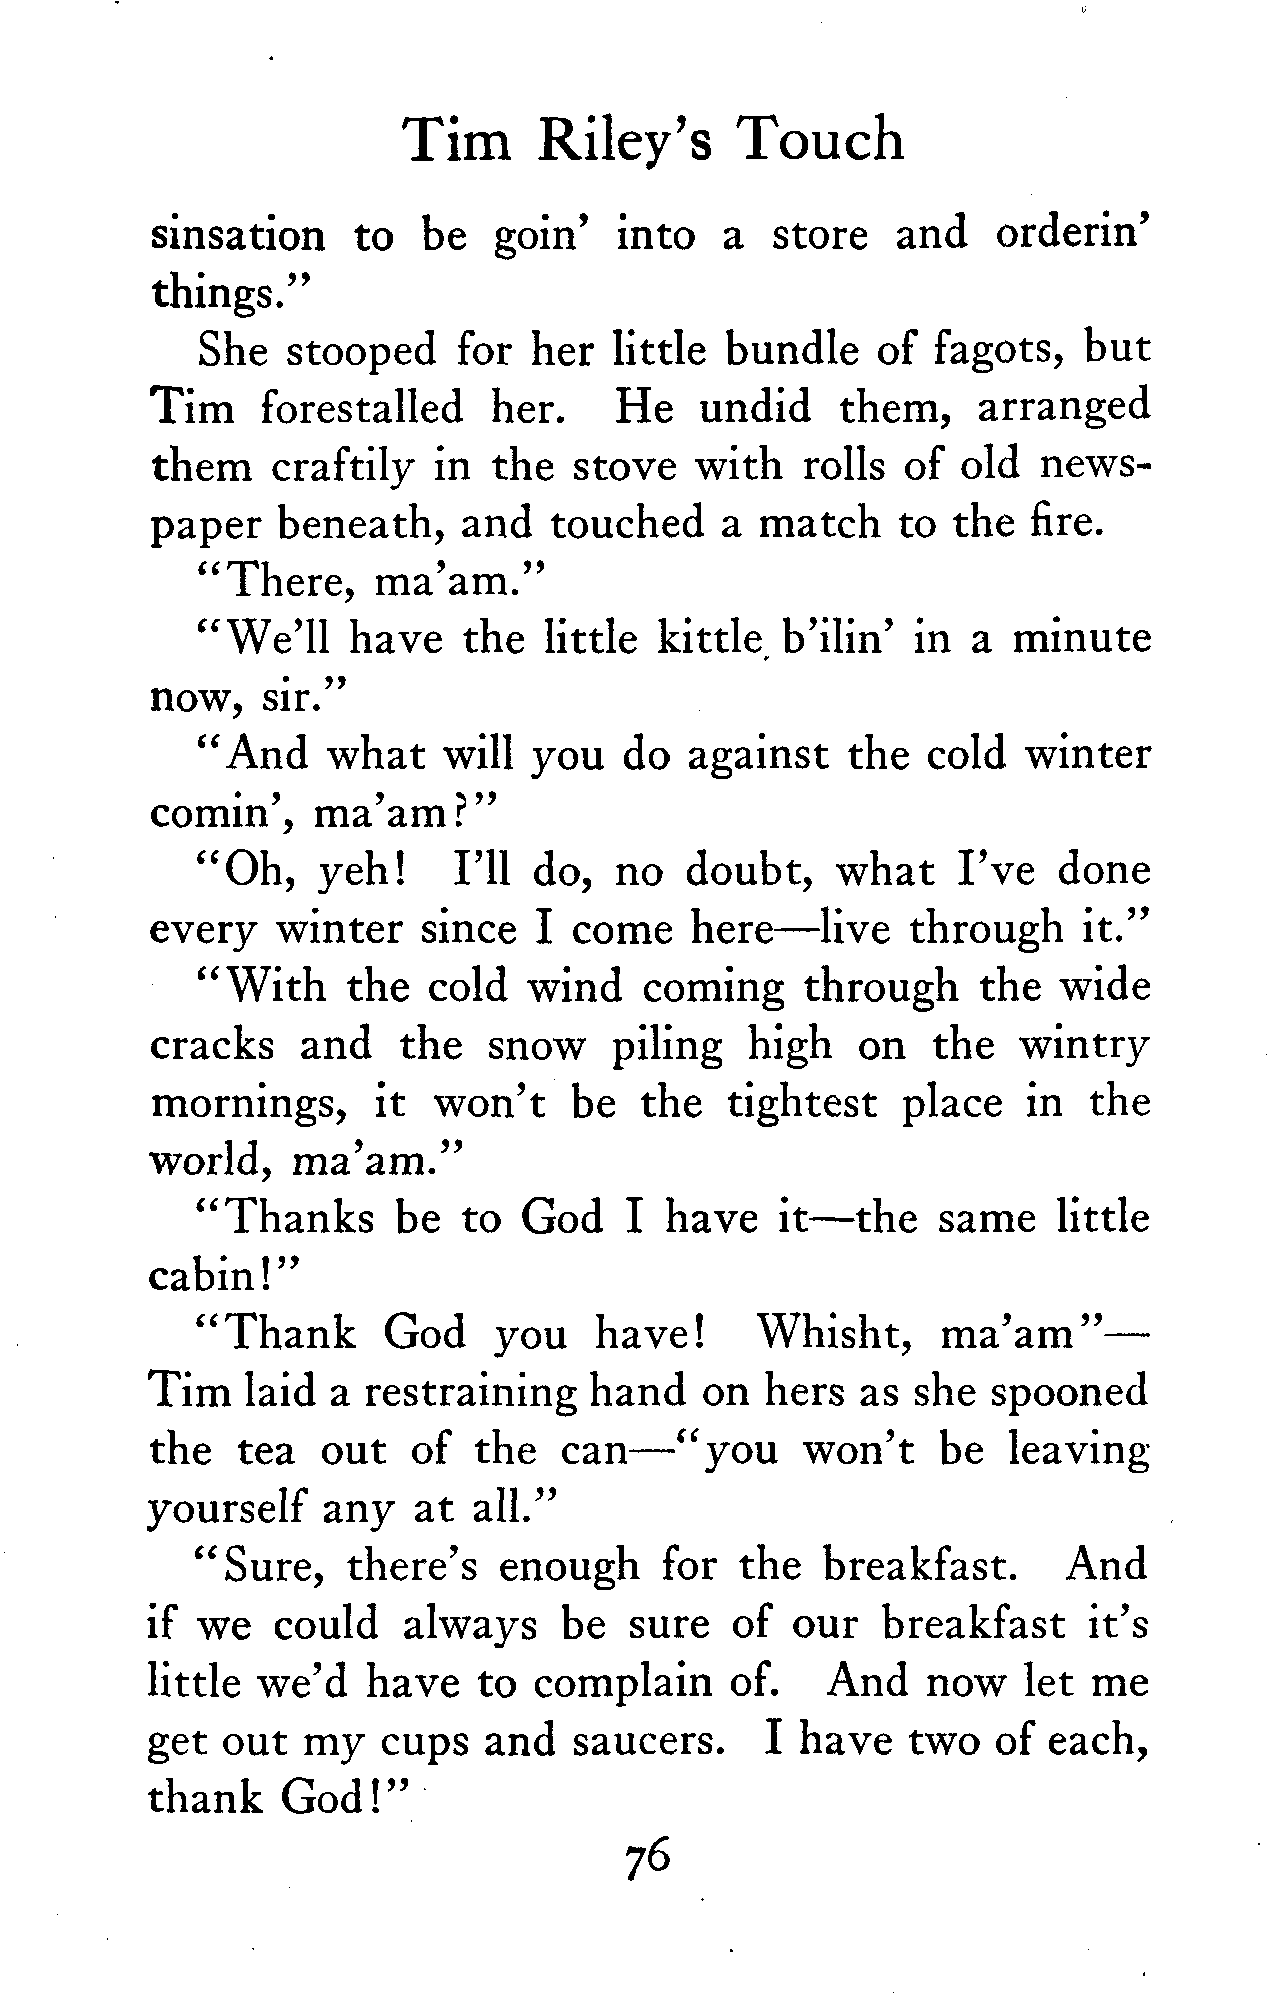 Tim Riley's Touch
sinsation to be goin' into a store and orderin'
things."
She stooped for her little bundle of fagots, but
Tim forestalled her. He undid them, arranged
them craftily in the stove with rolls of old news-
paper beneath, and touched a match to the fire.
"There, ma'am."
"We'll have the little kittle b'ilin' in a minute
now, sir."
"And what will you do against the cold winter
comin', ma'am?"
"Oh, yeh! I'll do, no doubt, what I've done
every winter since I come here—live through it."
"With the cold wind coming through the wide
cracks and the snow piling high on the wintry
mornings, it won't be the tightest place in the
world, ma'am."
"Thanks be to God I have it—the same little
cabin!"
"Thank God you have! Whisht, ma'am"—
Tim laid a restraining hand on hers as she spooned
the tea out of the can—"you won't be leaving
yourself any at all."
"Sure, there's enough for the breakfast. And
if we could always be sure of our breakfast it's
little we'd have to complain of. And now let me
get out my cups and saucers. I have two of each,
thank God!"
76